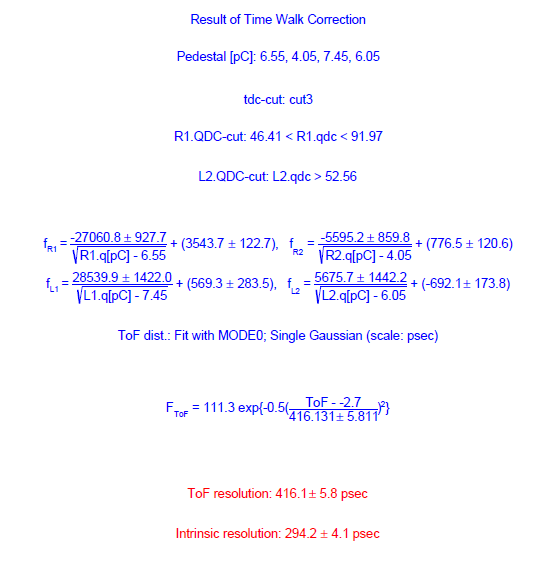 Result of Time Walk Correction
Pedestal [pC]: 6.55, 4.05, 7.45, 6.05
tdc-cut: cut3
R1.QDC-cut: 46.41 < R1.qdc < 91.97
L2.QDC-cut: L2.qdc > 52.56
f_R1 = -27060.8 ± 927.7 / √(R1.q[pC] - 6.55) + (3543.7 ± 122.7), f_R2 = -5595.2 ± 859.8 / √(R2.q[pC] - 4.05) + (776.5 ± 120.6)
f_L1 = 28539.9 ± 1422.0 / √(L1.q[pC] - 7.45) + (569.3 ± 283.5), f_L2 = 5675.7 ± 1442.2 / √(L2.q[pC] - 6.05) + (-692.1 ± 173.8)
ToF dist.: Fit with MODE0; Single Gaussian (scale: psec)
F_ToF = 111.3 exp{-0.5(ToF - -2.7 / 416.131 ± 5.811)²}
ToF resolution: 416.1 ± 5.8 psec
Intrinsic resolution: 294.2 ± 4.1 psec